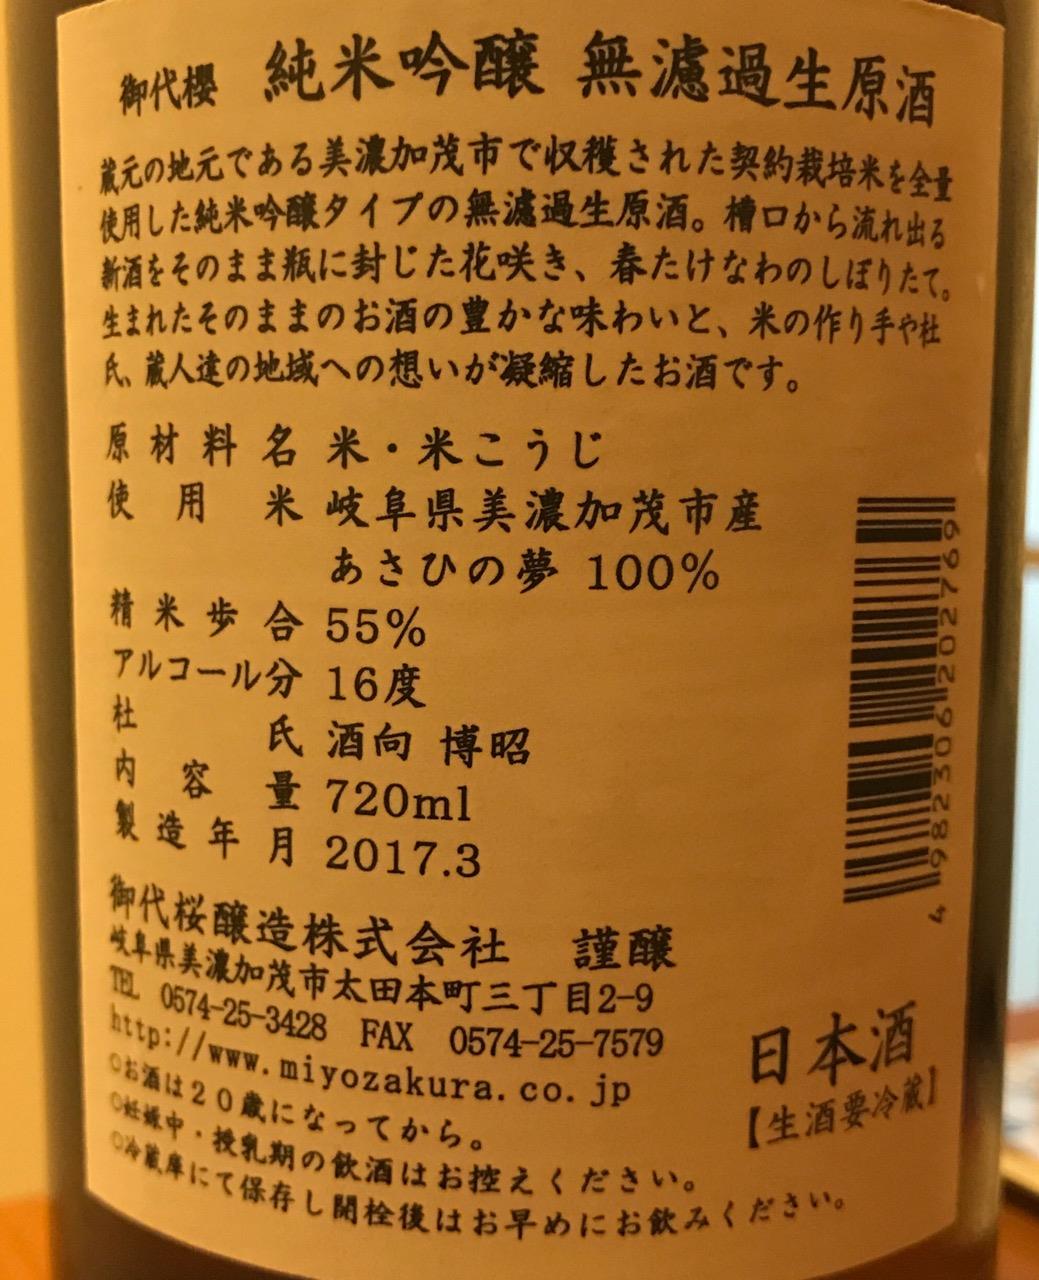 御代櫻 純米吟醸 無濾過生原酒
蔵元の地元である美濃加茂市で収穫された契約栽培米を全量
使用した純米吟醸タイプの無濾過生原酒。槽口から流れ出る
新酒をそのまま瓶に封じた花咲き、春たけなわのしぼりたて。
生まれたそのままのお酒の豊かな味わいと、米の作り手や杜
氏、蔵人達の地域への想いが凝縮したお酒です。
原材料名 米・米こうじ
使用米 岐阜県美濃加茂市産
あさひの夢 100%
精米歩合 55%
アルコール分 16度
杜氏 酒向 博昭
内容量 720ml
製造年月 2017.3
御代桜醸造株式会社 謹醸
岐阜県美濃加茂市太田本町三丁目2-9
TEL 0574-25-3428 FAX 0574-25-7579
http://www.miyozakura.co.jp
○お酒は20歳になってから。
○妊娠中・授乳期の飲酒はお控えください。
○冷蔵庫にて保存し開栓後はお早めにお飲みください。
日本酒
【生酒要冷蔵】
4 982306 202769